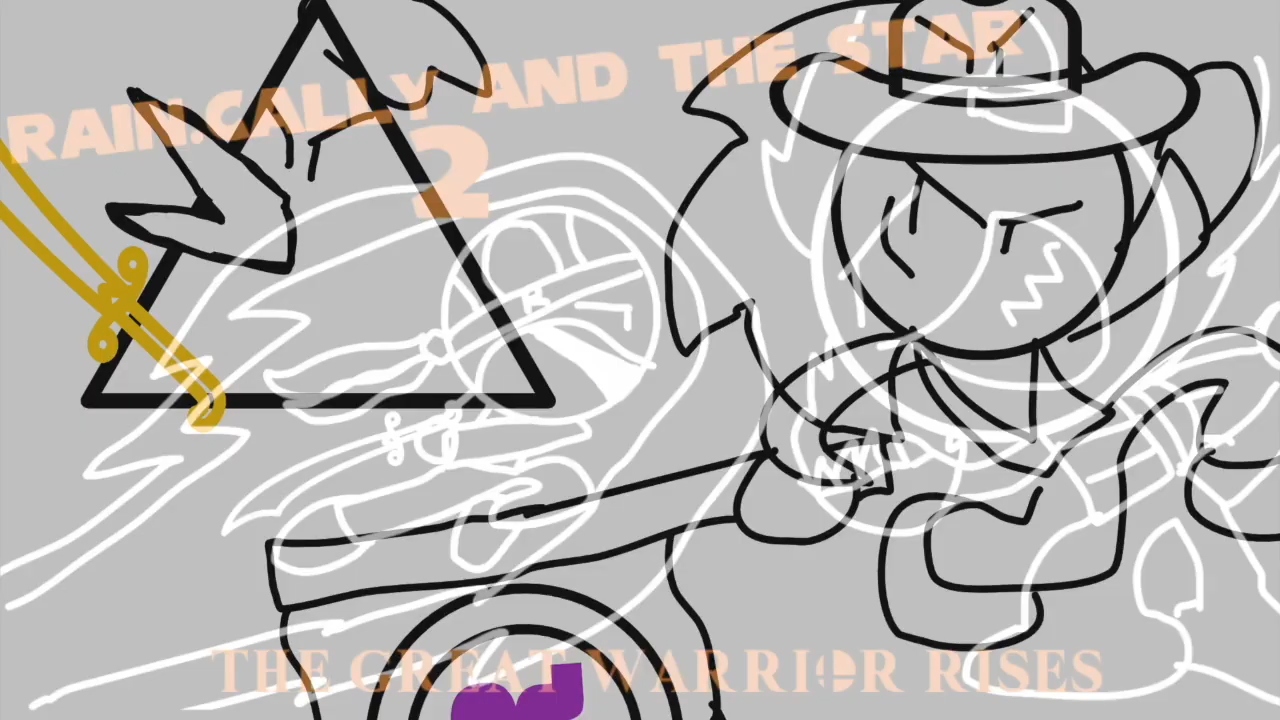 RAIN.CALLY AND THE STAR
2
THE GREAT WARRIOR RISES